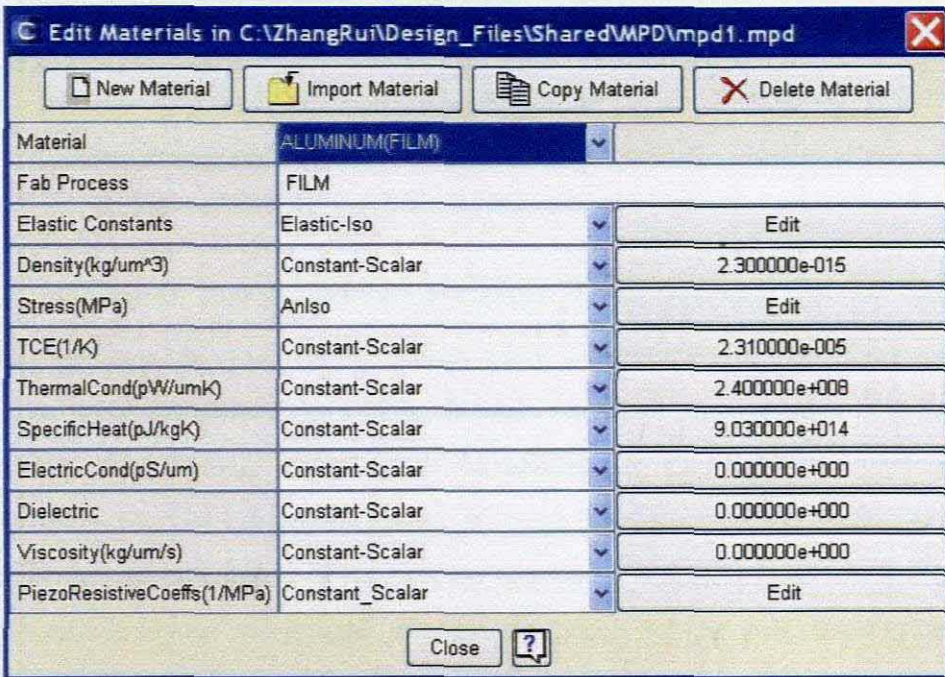 Edit Materials in C:\ZhangRui\Design_Files\Shared\MPD\mpd1.mpd
New Material Import Material Copy Material Delete Material
Material ALUMINUM(FILM)
Fab Process FILM
Elastic Constants Elastic-Iso Edit
Density(kg/um^3) Constant-Scalar 2.300000e-015
Stress(MPa) AnIso Edit
TCE(1/K) Constant-Scalar 2.310000e-005
ThermalCond(pW/umK) Constant-Scalar 2.400000e+008
SpecificHeat(pJ/kgK) Constant-Scalar 9.030000e+014
ElectricCond(pS/um) Constant-Scalar 0.000000e+000
Dielectric Constant-Scalar 0.000000e+000
Viscosity(kg/um/s) Constant-Scalar 0.000000e+000
PiezoResistiveCoeffs(1/MPa) Constant_Scalar Edit
Close ?